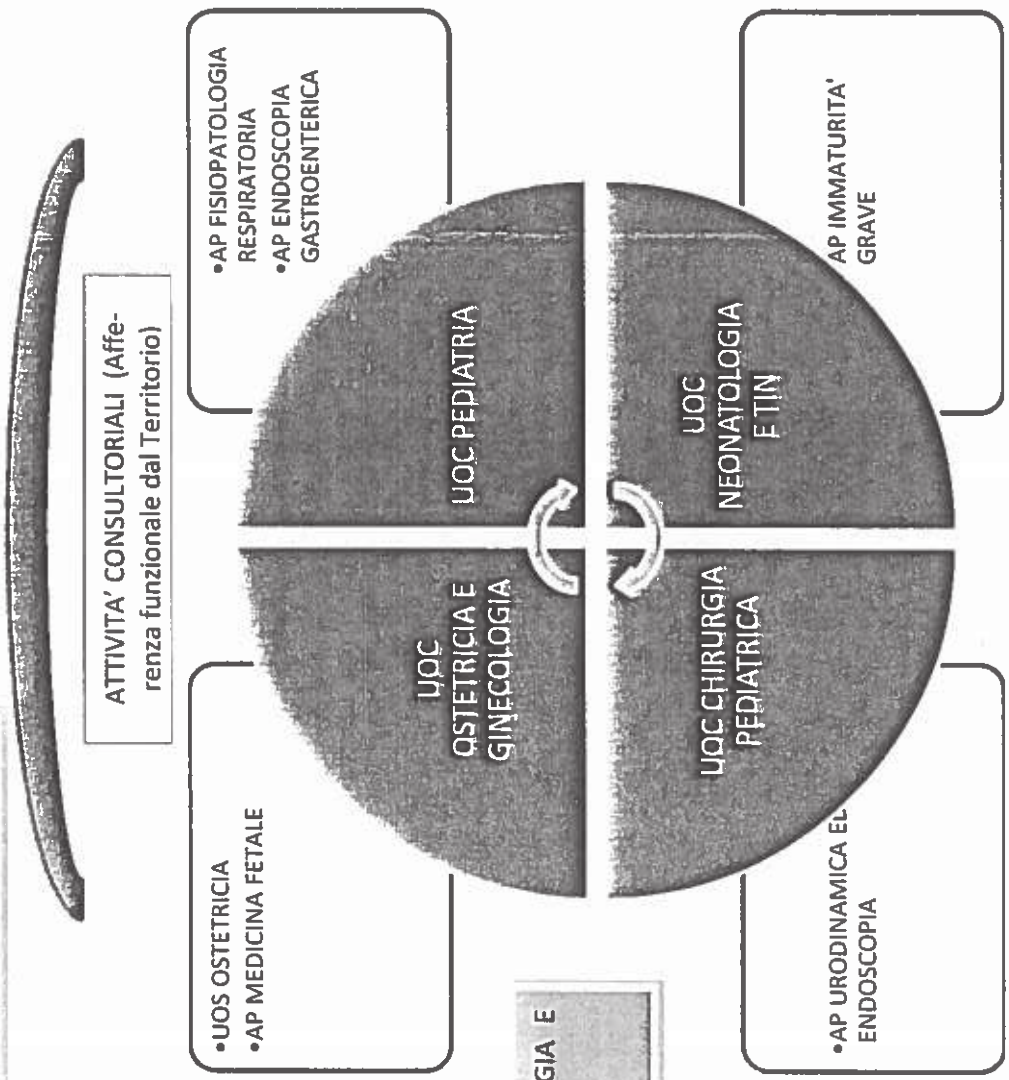 ATTIVITA' CONSULTORIALI (Affe-
renza funzionale dal Territorio)
•UOS OSTETRICIA
•AP MEDICINA FETALE
•AP FISIOPATOLOGIA
RESPIRATORIA
•AP ENDOSCOPIA
GASTROENTERICA
UOC
OSTETRICIA E
GINECOLOGIA
UOC PEDIATRIA
UOC CHIRURGIA
PEDIATRICA
UOC
NEONATOLOGIA
E TIN
GIA E
•AP URODINAMICA ED
ENDOSCOPIA
AP IMMATURITA'
GRAVE